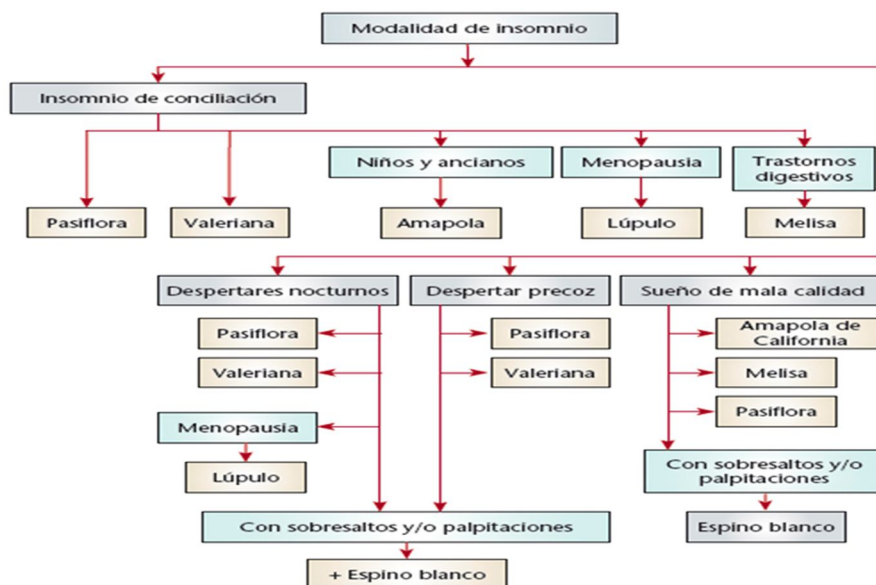 Modalidad de insomnio
Insomnio de conciliación
Niños y ancianos
Menopausia
Trastornos
digestivos
Pasiflora
Valeriana
Amapola
Lúpulo
Melisa
Despertares nocturnos
Despertar precoz
Sueño de mala calidad
Pasiflora
Pasiflora
Amapola de
California
Valeriana
Valeriana
Melisa
Pasiflora
Menopausia
Lúpulo
Con sobresaltos y/o
palpitaciones
Con sobresaltos y/o palpitaciones
Espino blanco
+ Espino blanco